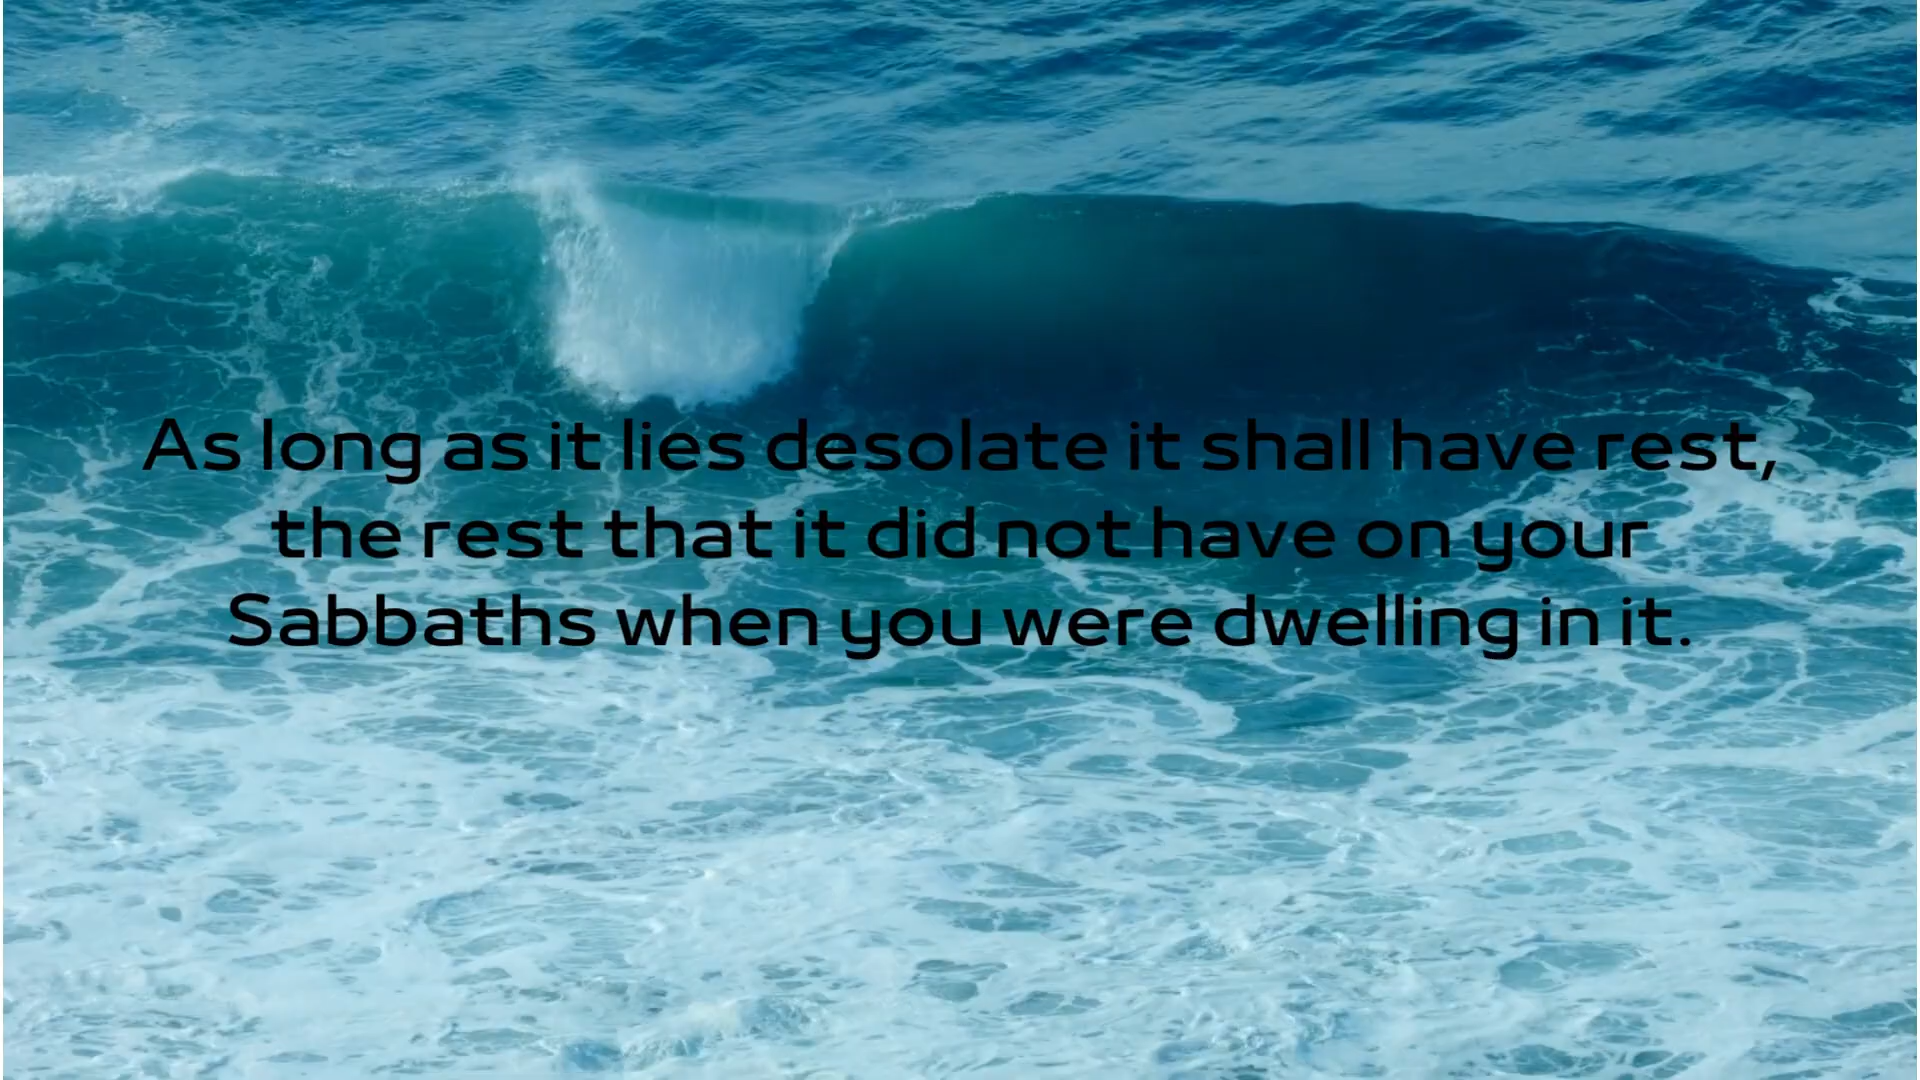 As long as it lies desolate it shall have rest,
the rest that it did not have on your
Sabbaths when you were dwelling in it.